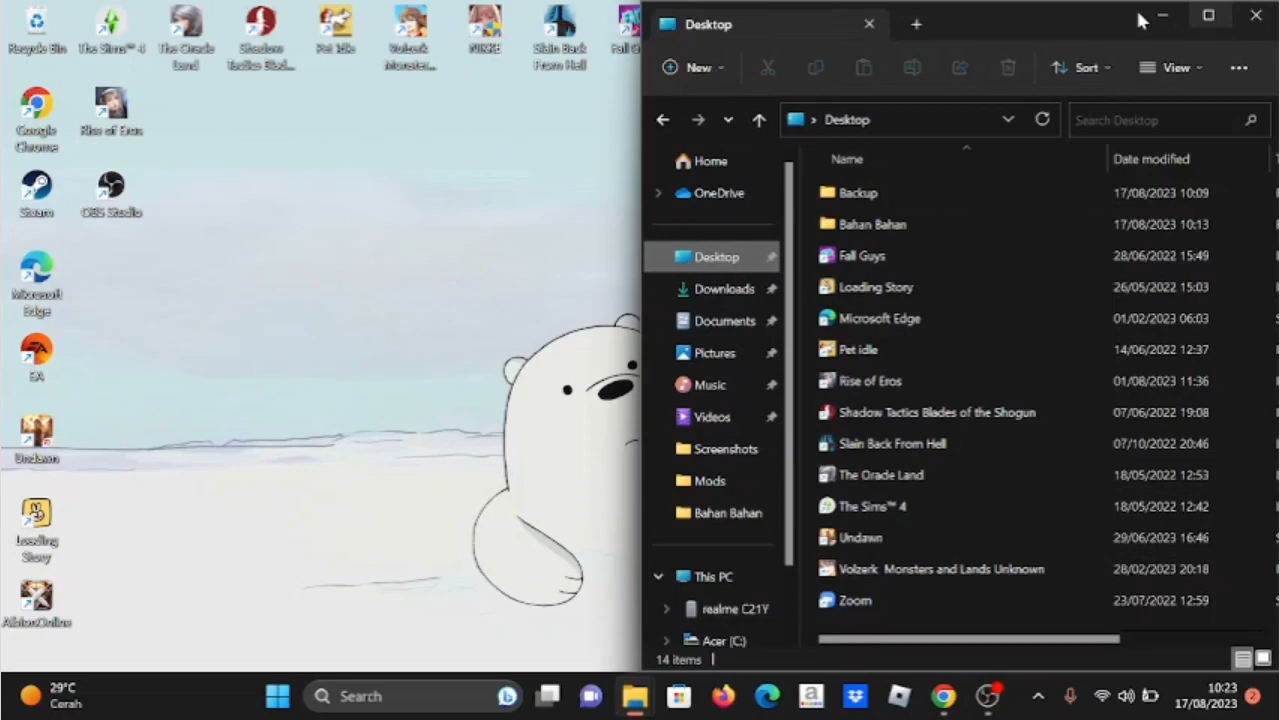 Recycle Bin
The Sims™ 4
The Oracle
Land
Shadow
Tactics Blad...
Pet Idle
Volzerk
Monster...
NIKKE
Slain Back
From Hell
Fall G
Google
Chrome
Rise of Eros
Steam
OBS Studio
Microsoft
Edge
EA
Undawn
Loading
Story
AlbionOnline
Desktop
New
Sort
View
Desktop
Search Desktop
Home
OneDrive
Desktop
Downloads
Documents
Pictures
Music
Videos
Screenshots
Mods
Bahan Bahan
This PC
realme C21Y
Acer (C:)
Name Date modified
Backup 17/08/2023 10:09
Bahan Bahan 17/08/2023 10:13
Fall Guys 28/06/2022 15:49
Loading Story 26/05/2022 15:03
Microsoft Edge 01/02/2023 06:03
Pet idle 14/06/2022 12:37
Rise of Eros 01/08/2023 11:36
Shadow Tactics Blades of the Shogun 07/06/2022 19:08
Slain Back From Hell 07/10/2022 20:46
The Oracle Land 18/05/2022 12:53
The Sims™ 4 18/05/2022 12:42
Undawn 29/06/2023 16:46
Volzerk Monsters and Lands Unknown 28/02/2023 20:18
Zoom 23/07/2022 12:59
14 items
29°C
Cerah
Search
10:23
17/08/2023
2